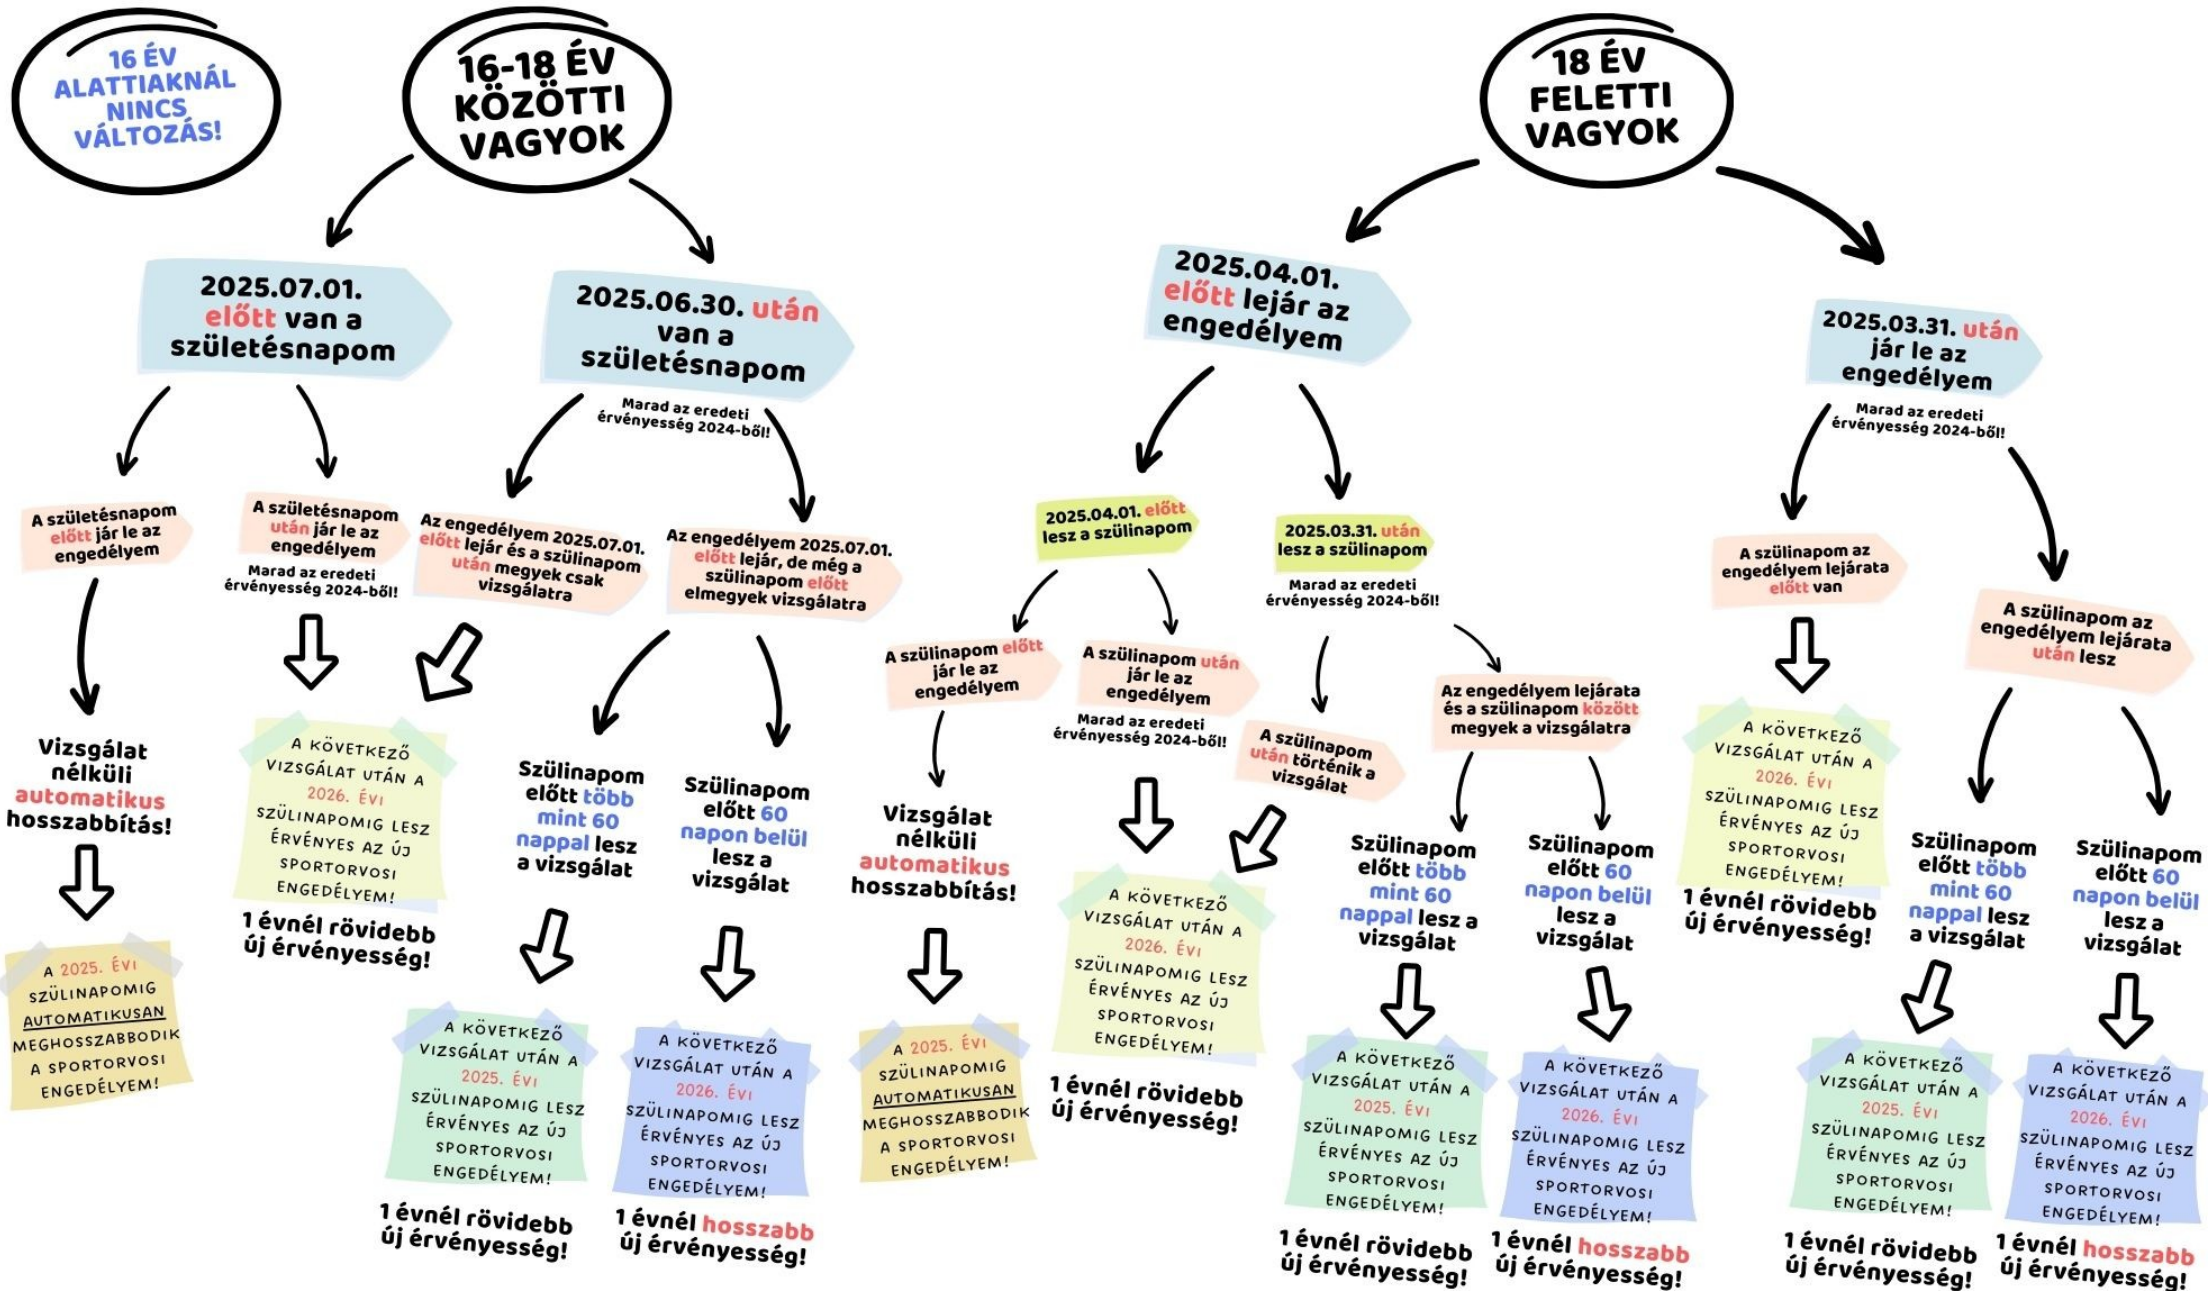 16 ÉV
ALATTIAKNÁL
NINCS
VÁLTOZÁS!
16-18 ÉV
KÖZÖTTI
VAGYOK
18 ÉV
FELETTI
VAGYOK
2025.07.01.
előtt van a
születésnapom
2025.06.30. után
van a
születésnapom
Marad az eredeti
érvényesség 2024-ből!
2025.04.01.
előtt lejár az
engedélyem
2025.03.31. után
jár le az
engedélyem
Marad az eredeti
érvényesség 2024-ből!
A születésnapom
előtt jár le az
engedélyem
A születésnapom
után jár le az
engedélyem
Marad az eredeti
érvényesség 2024-ből!
Az engedélyem 2025.07.01.
előtt lejár és a szülinapom
után megyek csak
vizsgálatra
Az engedélyem 2025.07.01.
előtt lejár, de még a
szülinapom előtt
elmegyek vizsgálatra
2025.04.01. előtt
lesz a szülinapom
2025.03.31. után
lesz a szülinapom
Marad az eredeti
érvényesség 2024-ből!
A szülinapom az
engedélyem lejárata
előtt van
A szülinapom az
engedélyem lejárata
után lesz
A szülinapom előtt
jár le az
engedélyem
A szülinapom után
jár le az
engedélyem
Marad az eredeti
érvényesség 2024-ből!
A szülinapom
után történik a
vizsgálat
Az engedélyem lejárata
és a szülinapom között
megyek a vizsgálatra
Vizsgálat
nélküli
automatikus
hosszabbítás!
A KÖVETKEZŐ
VIZSGÁLAT UTÁN A
2026. ÉVI
SZÜLINAPOMIG LESZ
ÉRVÉNYES AZ ÚJ
SPORTORVOSI
ENGEDÉLYEM!
1 évnél rövidebb
új érvényesség!
Szülinapom
előtt több
mint 60
nappal lesz
a vizsgálat
Szülinapom
előtt 60
napon belül
lesz a
vizsgálat
Vizsgálat
nélküli
automatikus
hosszabbítás!
A KÖVETKEZŐ
VIZSGÁLAT UTÁN A
2026. ÉVI
SZÜLINAPOMIG LESZ
ÉRVÉNYES AZ ÚJ
SPORTORVOSI
ENGEDÉLYEM!
1 évnél rövidebb
új érvényesség!
Szülinapom
előtt több
mint 60
nappal lesz a
vizsgálat
Szülinapom
előtt 60
napon belül
lesz a
vizsgálat
A KÖVETKEZŐ
VIZSGÁLAT UTÁN A
2026. ÉVI
SZÜLINAPOMIG LESZ
ÉRVÉNYES AZ ÚJ
SPORTORVOSI
ENGEDÉLYEM!
1 évnél rövidebb
új érvényesség!
Szülinapom
előtt több
mint 60
nappal lesz
a vizsgálat
Szülinapom
előtt 60
napon belül
lesz a
vizsgálat
A 2025. ÉVI
SZÜLINAPOMIG
AUTOMATIKUSAN
MEGHOSSZABBODIK
A SPORTORVOSI
ENGEDÉLYEM!
A KÖVETKEZŐ
VIZSGÁLAT UTÁN A
2025. ÉVI
SZÜLINAPOMIG LESZ
ÉRVÉNYES AZ ÚJ
SPORTORVOSI
ENGEDÉLYEM!
1 évnél rövidebb
új érvényesség!
A KÖVETKEZŐ
VIZSGÁLAT UTÁN A
2026. ÉVI
SZÜLINAPOMIG LESZ
ÉRVÉNYES AZ ÚJ
SPORTORVOSI
ENGEDÉLYEM!
1 évnél hosszabb
új érvényesség!
A 2025. ÉVI
SZÜLINAPOMIG
AUTOMATIKUSAN
MEGHOSSZABBODIK
A SPORTORVOSI
ENGEDÉLYEM!
A KÖVETKEZŐ
VIZSGÁLAT UTÁN A
2025. ÉVI
SZÜLINAPOMIG LESZ
ÉRVÉNYES AZ ÚJ
SPORTORVOSI
ENGEDÉLYEM!
1 évnél rövidebb
új érvényesség!
A KÖVETKEZŐ
VIZSGÁLAT UTÁN A
2026. ÉVI
SZÜLINAPOMIG LESZ
ÉRVÉNYES AZ ÚJ
SPORTORVOSI
ENGEDÉLYEM!
1 évnél hosszabb
új érvényesség!
A KÖVETKEZŐ
VIZSGÁLAT UTÁN A
2025. ÉVI
SZÜLINAPOMIG LESZ
ÉRVÉNYES AZ ÚJ
SPORTORVOSI
ENGEDÉLYEM!
1 évnél rövidebb
új érvényesség!
A KÖVETKEZŐ
VIZSGÁLAT UTÁN A
2026. ÉVI
SZÜLINAPOMIG LESZ
ÉRVÉNYES AZ ÚJ
SPORTORVOSI
ENGEDÉLYEM!
1 évnél hosszabb
új érvényesség!